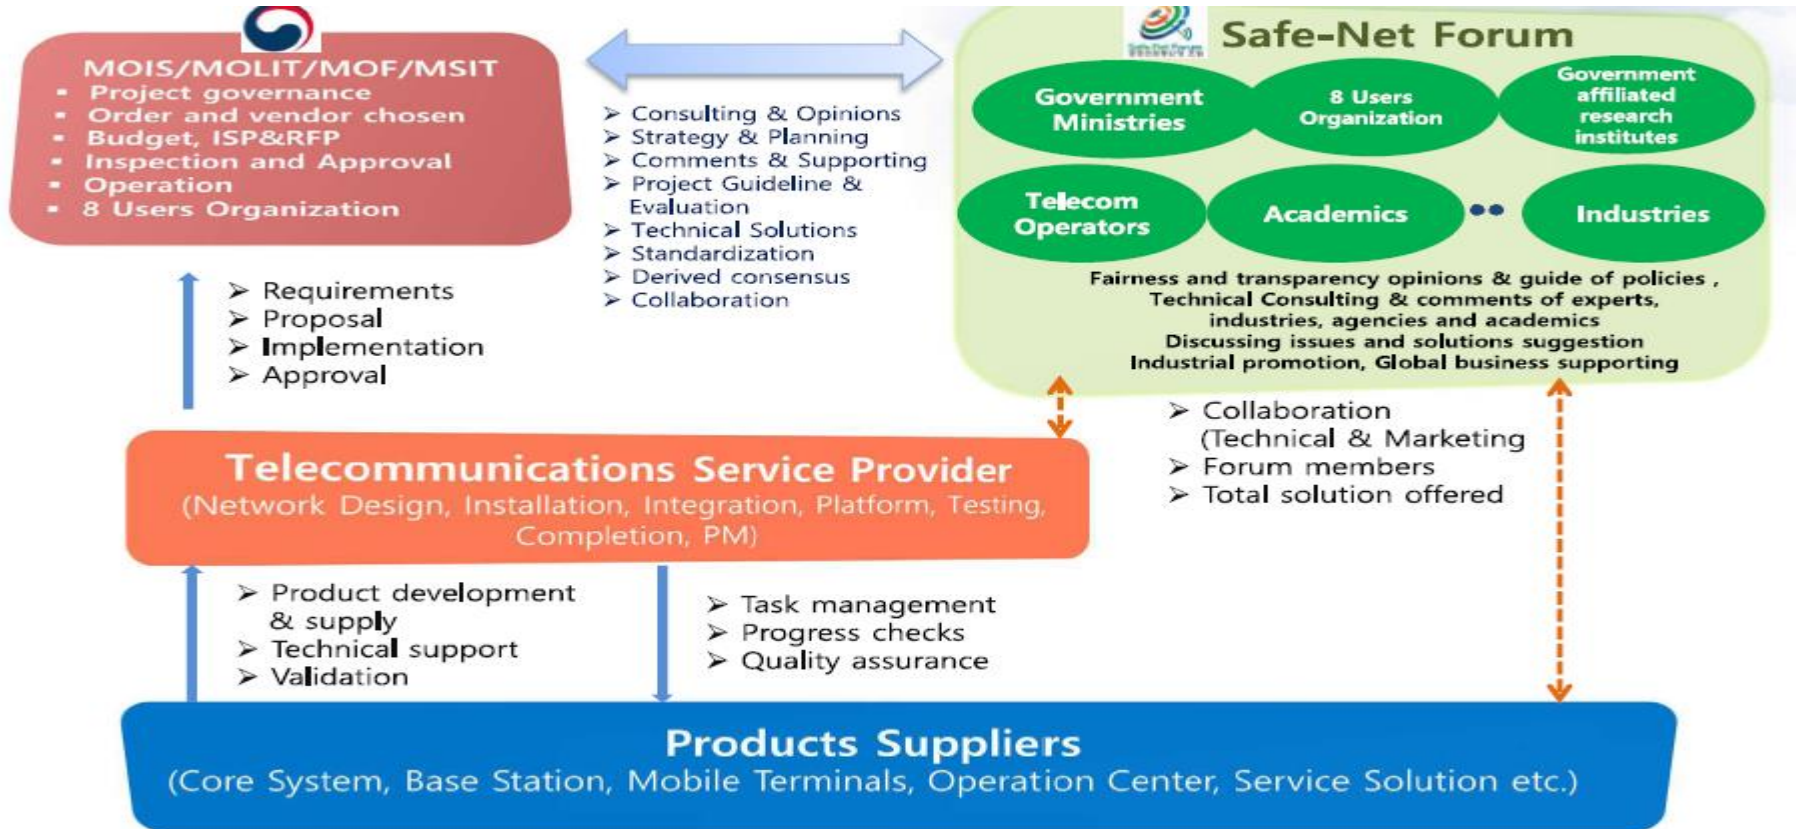 MOIS/MOLIT/MOF/MSIT
▪ Project governance
▪ Order and vendor chosen
▪ Budget, ISP&RFP
▪ Inspection and Approval
▪ Operation
▪ 8 Users Organization
➢ Consulting & Opinions
➢ Strategy & Planning
➢ Comments & Supporting
➢ Project Guideline &
Evaluation
➢ Technical Solutions
➢ Standardization
➢ Derived consensus
➢ Collaboration
Safe-Net Forum
Government
Ministries
8 Users
Organization
Government
affiliated
research
institutes
Telecom
Operators
Academics
Industries
Fairness and transparency opinions & guide of policies ,
Technical Consulting & comments of experts,
industries, agencies and academics
Discussing issues and solutions suggestion
Industrial promotion, Global business supporting
➢ Requirements
➢ Proposal
➢ Implementation
➢ Approval
➢ Collaboration
(Technical & Marketing
➢ Forum members
➢ Total solution offered
Telecommunications Service Provider
(Network Design, Installation, Integration, Platform, Testing,
Completion, PM)
➢ Product development
& supply
➢ Technical support
➢ Validation
➢ Task management
➢ Progress checks
➢ Quality assurance
Products Suppliers
(Core System, Base Station, Mobile Terminals, Operation Center, Service Solution etc.)